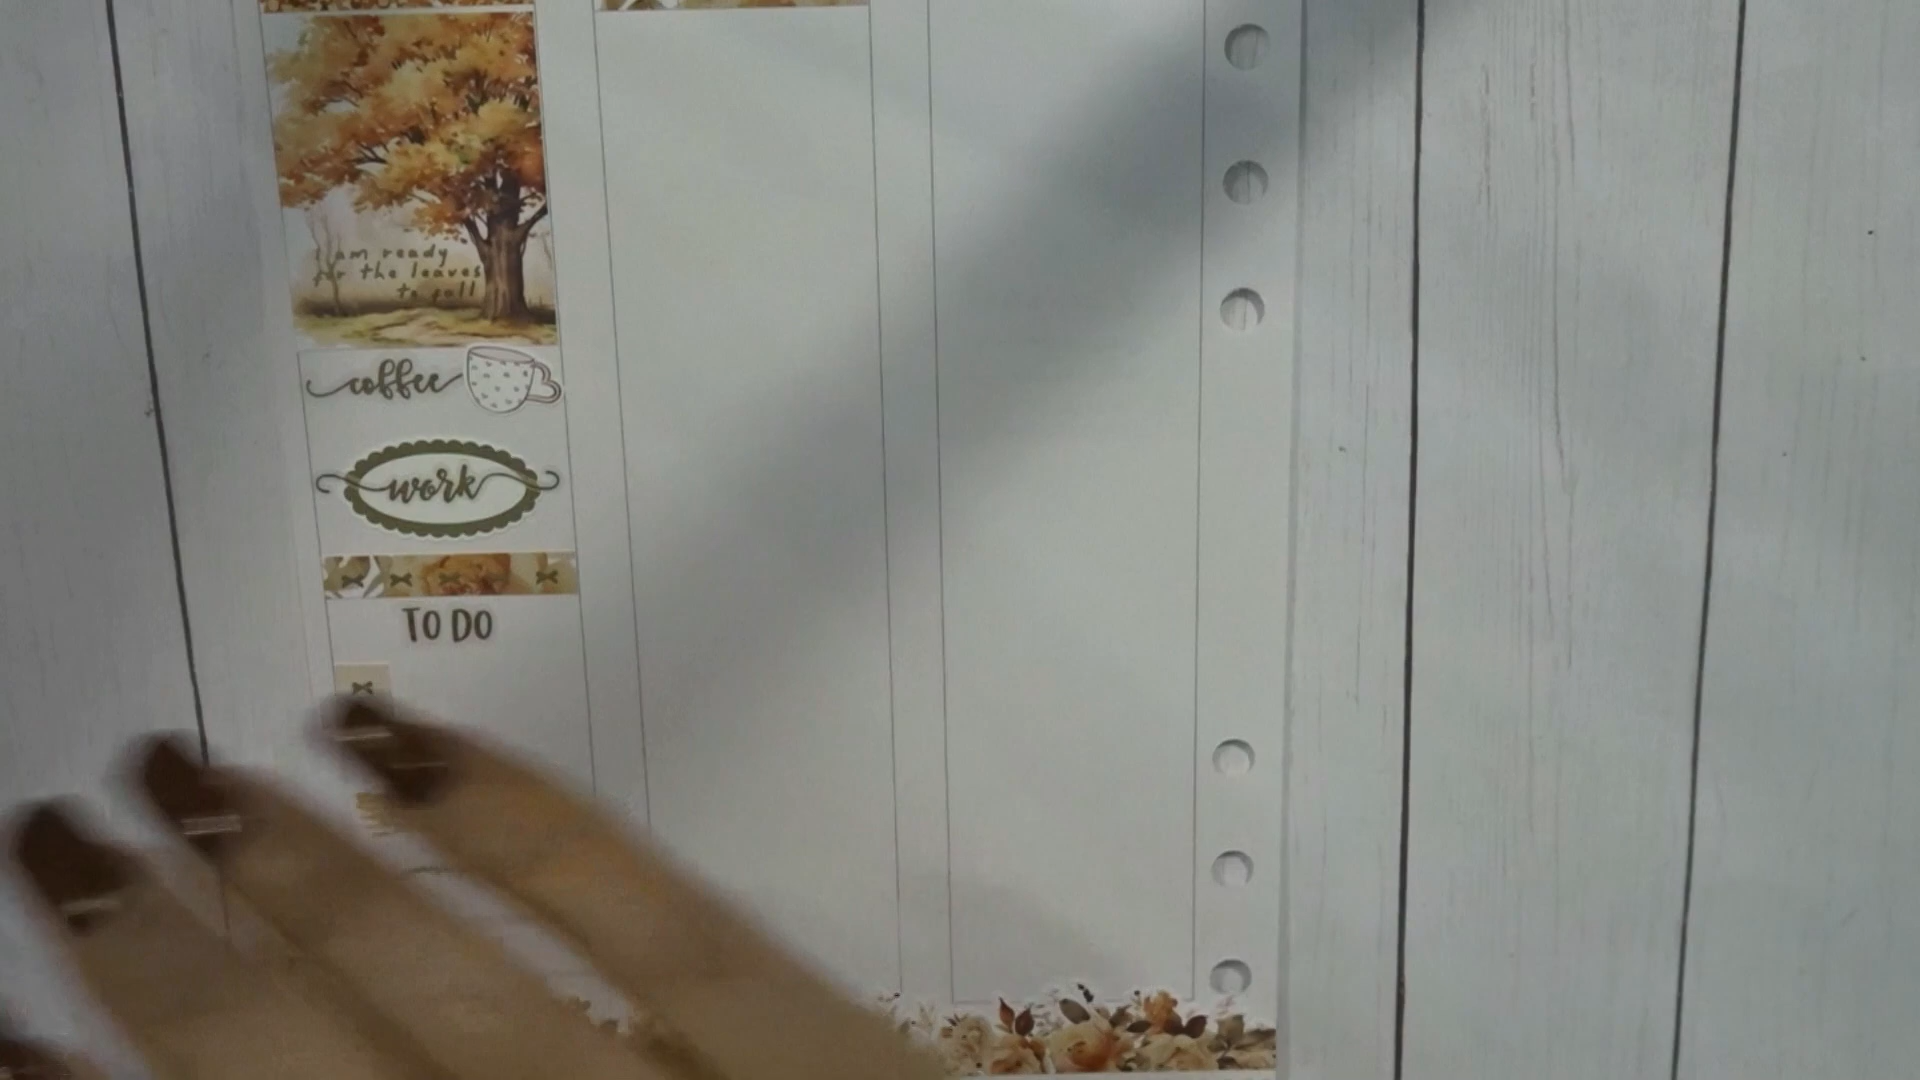 I am ready
for the leaves
to fall
coffee
work
TO DO